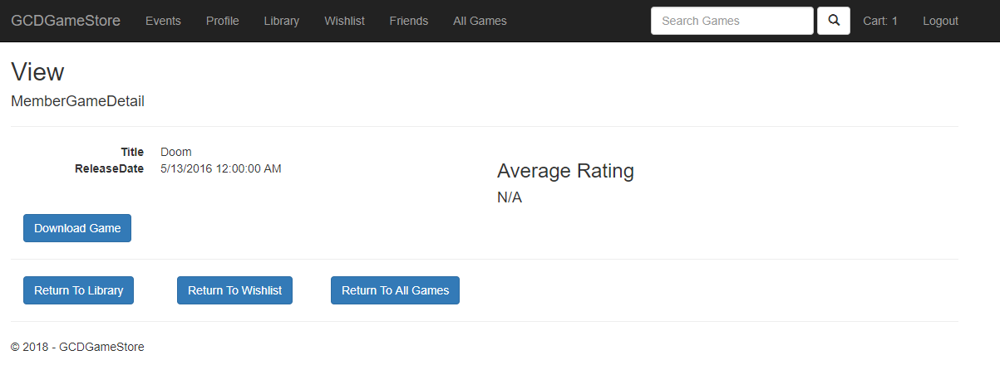 GCDGameStore Events Profile Library Wishlist Friends All Games Search Games Cart: 1 Logout
View
MemberGameDetail
Title Doom
ReleaseDate 5/13/2016 12:00:00 AM
Average Rating
N/A
Download Game
Return To Library Return To Wishlist Return To All Games
© 2018 - GCDGameStore